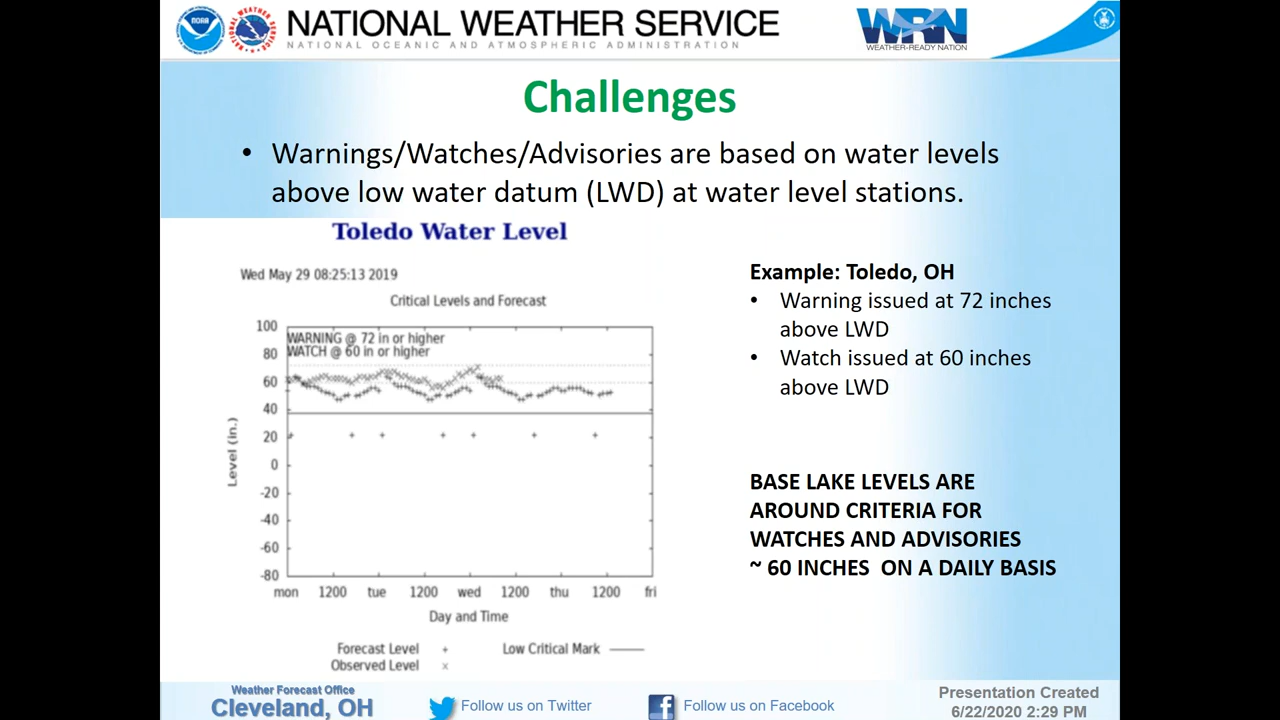 NOAA
NATIONAL WEATHER SERVICE
NATIONAL OCEANIC AND ATMOSPHERIC ADMINISTRATION
WRN
WEATHER-READY NATION
Challenges
• Warnings/Watches/Advisories are based on water levels
above low water datum (LWD) at water level stations.
Toledo Water Level
Wed May 29 08:25:13 2019
Critical Levels and Forecast
WARNING @ 72 in or higher
WATCH @ 60 in or higher
Level (in.)
100
80
60
40
20
0
-20
-40
-60
-80
mon 1200 tue 1200 wed 1200 thu 1200 fri
Day and Time
Forecast Level + Low Critical Mark
Observed Level x
Example: Toledo, OH
• Warning issued at 72 inches
above LWD
• Watch issued at 60 inches
above LWD
BASE LAKE LEVELS ARE
AROUND CRITERIA FOR
WATCHES AND ADVISORIES
~ 60 INCHES ON A DAILY BASIS
Weather Forecast Office
Cleveland, OH
Follow us on Twitter
Follow us on Facebook
Presentation Created
6/22/2020 2:29 PM